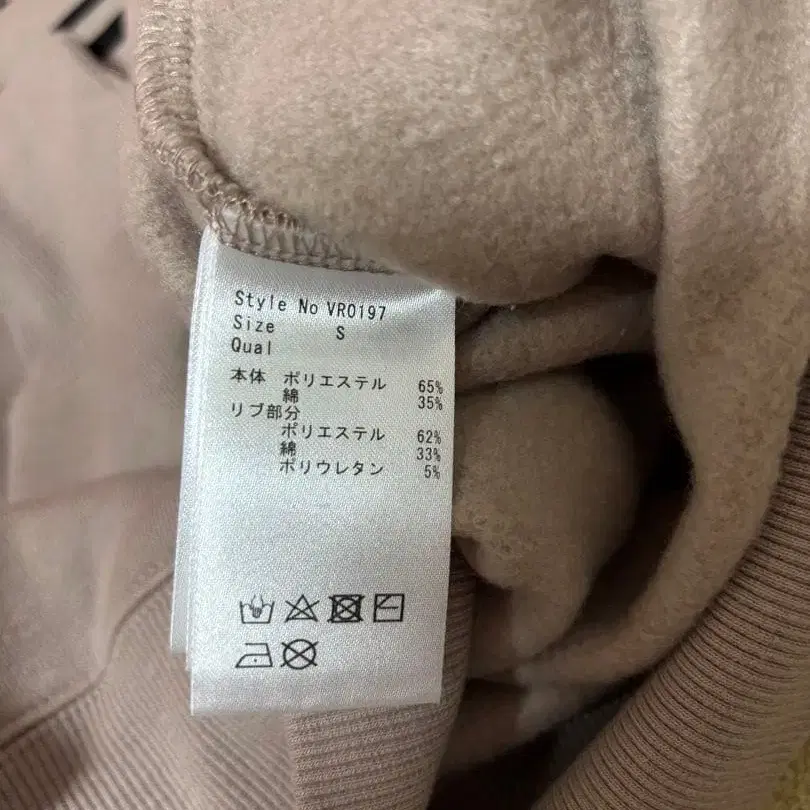 Style No VR0197
Size S
Qual
本体 ポリエステル 65%
綿 35%
リブ部分
ポリエステル 62%
綿 33%
ポリウレタン 5%